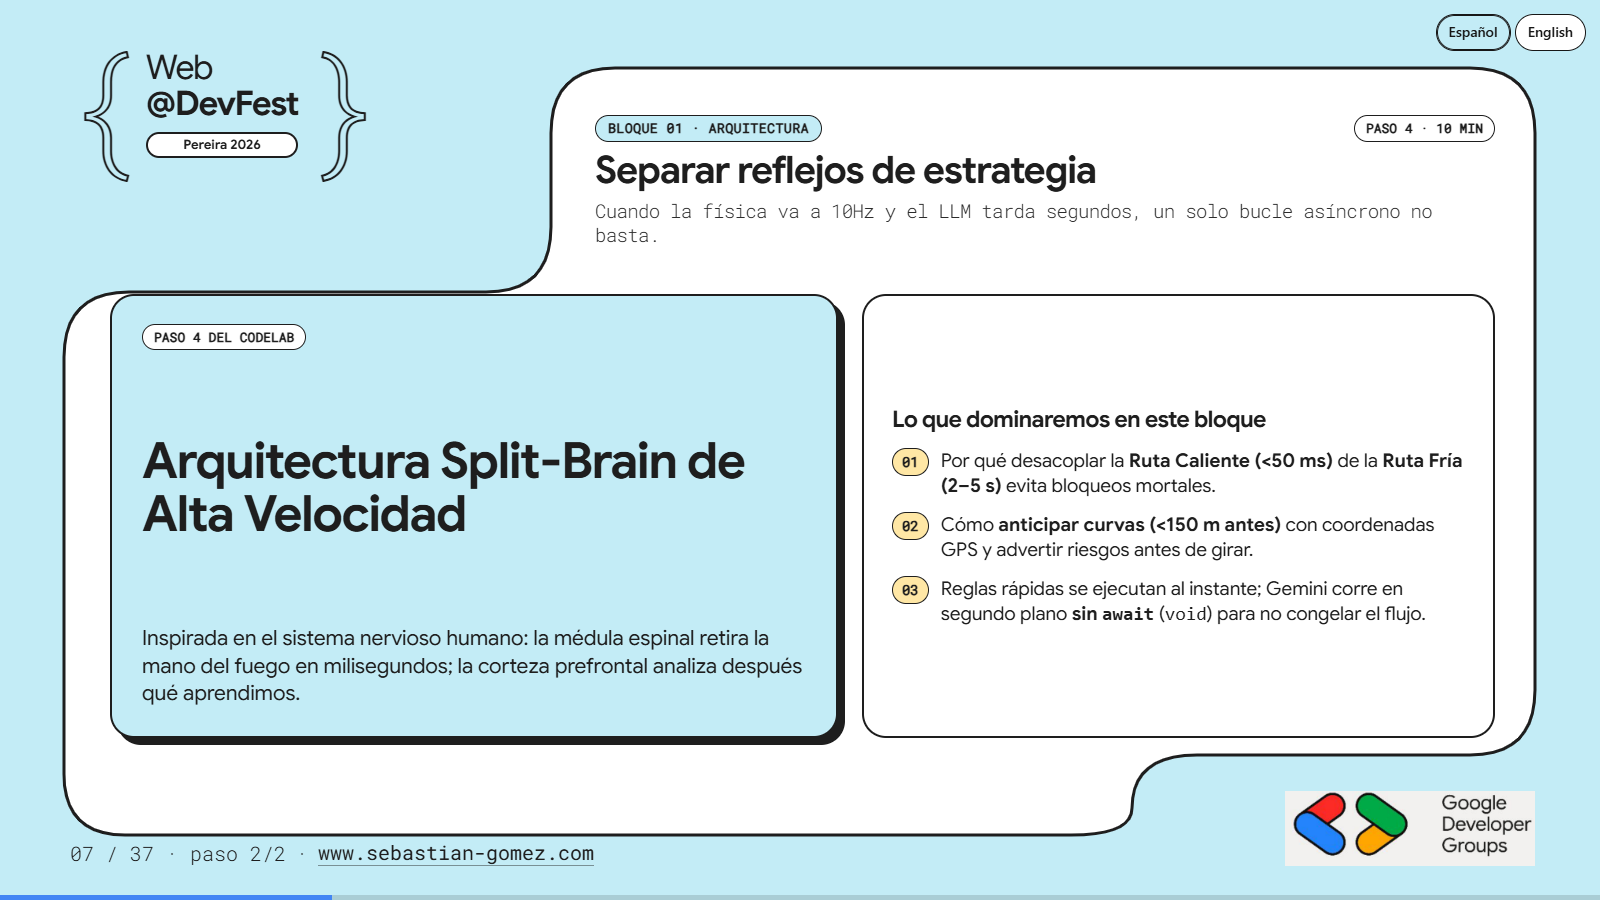 Español
English
Web
@DevFest
Pereira 2026
BLOQUE 01 · ARQUITECTURA
PASO 4 · 10 MIN
Separar reflejos de estrategia
Cuando la física va a 10Hz y el LLM tarda segundos, un solo bucle asíncrono no
basta.
PASO 4 DEL CODELAB
Arquitectura Split-Brain de
Alta Velocidad
Inspirada en el sistema nervioso humano: la médula espinal retira la
mano del fuego en milisegundos; la corteza prefrontal analiza después
qué aprendimos.
Lo que dominaremos en este bloque
01 Por qué desacoplar la Ruta Caliente (<50 ms) de la Ruta Fría
(2–5 s) evita bloqueos mortales.
02 Cómo anticipar curvas (<150 m antes) con coordenadas
GPS y advertir riesgos antes de girar.
03 Reglas rápidas se ejecutan al instante; Gemini corre en
segundo plano sin await (void) para no congelar el flujo.
07 / 37 · paso 2/2 · www.sebastian-gomez.com
Google
Developer
Groups